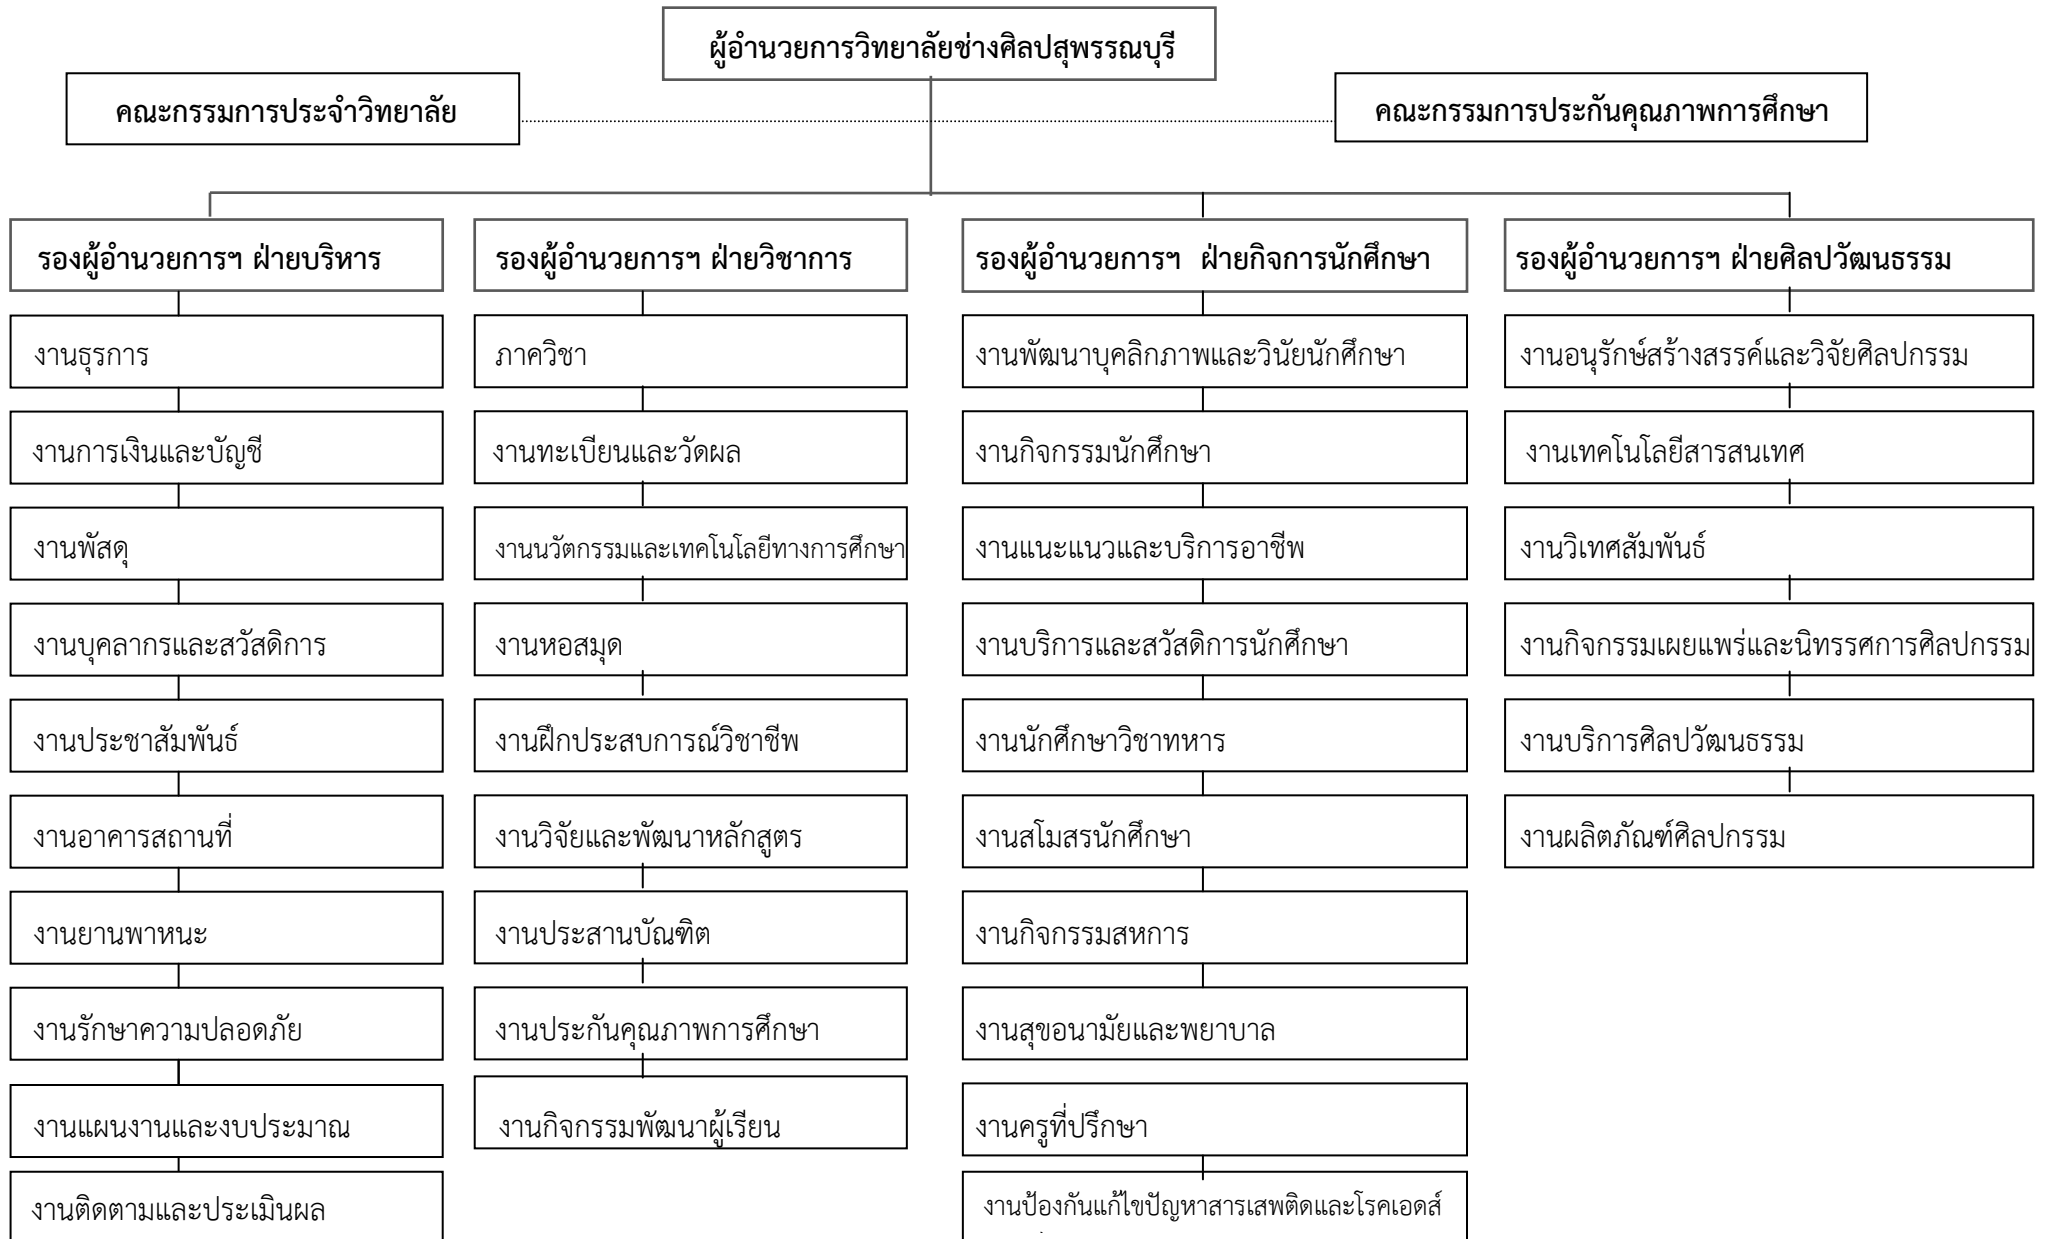 ผู้อำนวยการวิทยาลัยช่างศิลปสุพรรณบุรี
คณะกรรมการประจำวิทยาลัย
คณะกรรมการประกันคุณภาพการศึกษา
รองผู้อำนวยการฯ ฝ่ายบริหาร
งานธุรการ
งานการเงินและบัญชี
งานพัสดุ
งานบุคลากรและสวัสดิการ
งานประชาสัมพันธ์
งานอาคารสถานที่
งานยานพาหนะ
งานรักษาความปลอดภัย
งานแผนงานและงบประมาณ
งานติดตามและประเมินผล
รองผู้อำนวยการฯ ฝ่ายวิชาการ
ภาควิชา
งานทะเบียนและวัดผล
งานนวัตกรรมและเทคโนโลยีทางการศึกษา
งานหอสมุด
งานฝึกประสบการณ์วิชาชีพ
งานวิจัยและพัฒนาหลักสูตร
งานประสานบัณฑิต
งานประกันคุณภาพการศึกษา
งานกิจกรรมพัฒนาผู้เรียน
รองผู้อำนวยการฯ ฝ่ายกิจการนักศึกษา
งานพัฒนาบุคลิกภาพและวินัยนักศึกษา
งานกิจกรรมนักศึกษา
งานแนะแนวและบริการอาชีพ
งานบริการและสวัสดิการนักศึกษา
งานนักศึกษาวิชาทหาร
งานสโมสรนักศึกษา
งานกิจกรรมสหการ
งานสุขอนามัยและพยาบาล
งานครูที่ปรึกษา
งานป้องกันแก้ไขปัญหาสารเสพติดและโรคเอดส์
รองผู้อำนวยการฯ ฝ่ายศิลปวัฒนธรรม
งานอนุรักษ์สร้างสรรค์และวิจัยศิลปกรรม
งานเทคโนโลยีสารสนเทศ
งานวิเทศสัมพันธ์
งานกิจกรรมเผยแพร่และนิทรรศการศิลปกรรม
งานบริการศิลปวัฒนธรรม
งานผลิตภัณฑ์ศิลปกรรม